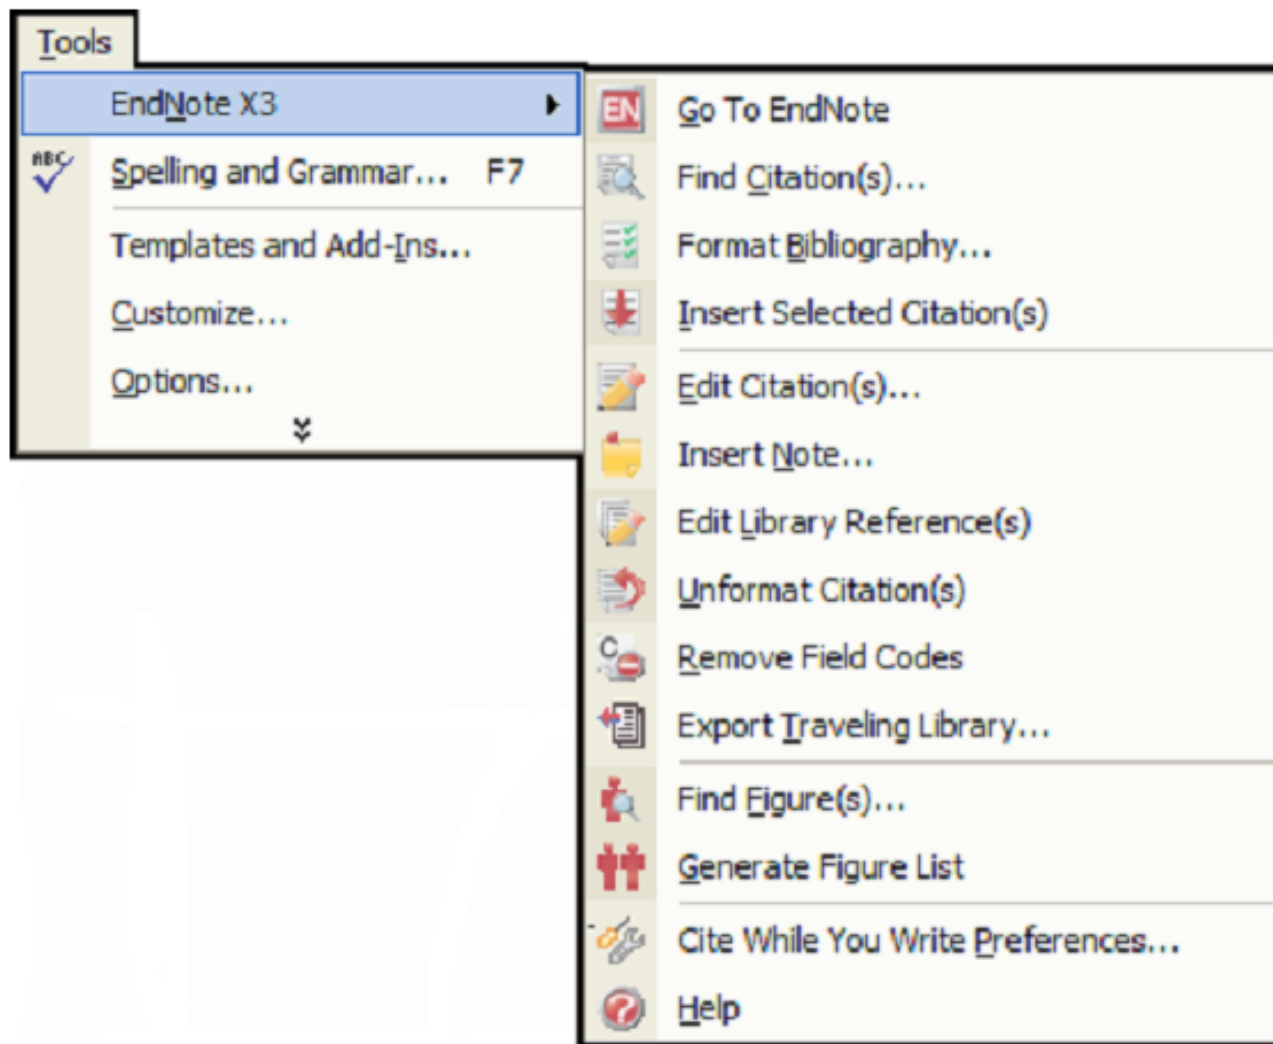 Tools
EndNote X3
ABC Spelling and Grammar... F7
Templates and Add-Ins...
Customize...
Options...
EN Go To EndNote
Find Citation(s)...
Format Bibliography...
Insert Selected Citation(s)
Edit Citation(s)...
Insert Note...
Edit Library Reference(s)
Unformat Citation(s)
C Remove Field Codes
Export Traveling Library...
Find Figure(s)...
Generate Figure List
Cite While You Write Preferences...
? Help